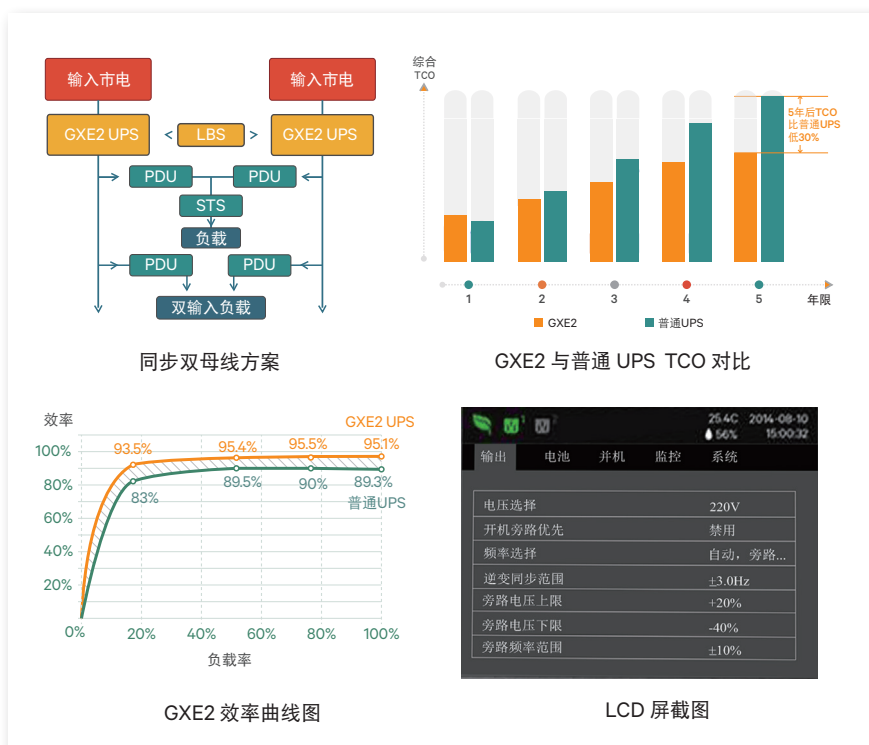 输入市电
输入市电
GXE2 UPS
< LBS >
GXE2 UPS
PDU
PDU
STS
负载
PDU
PDU
双输入负载
同步双母线方案
综合
TCO
5年后TCO
比普通UPS
低30%
1 2 3 4 5 年限
GXE2 普通UPS
GXE2 与普通 UPS TCO 对比
效率
GXE2 UPS
100%
80%
60%
40%
20%
0%
93.5% 95.4% 95.5% 95.1%
83% 89.5% 90% 89.3%
普通UPS
20% 40% 60% 80% 100%
负载率
GXE2 效率曲线图
1 2
25.4C 2014-08-10
56% 15:00:32
输出 电池 并机 监控 系统
电压选择 220V
开机旁路优先 禁用
频率选择 自动，旁路...
逆变同步范围 ±3.0Hz
旁路电压上限 +20%
旁路电压下限 -40%
旁路频率范围 ±10%
LCD 屏截图